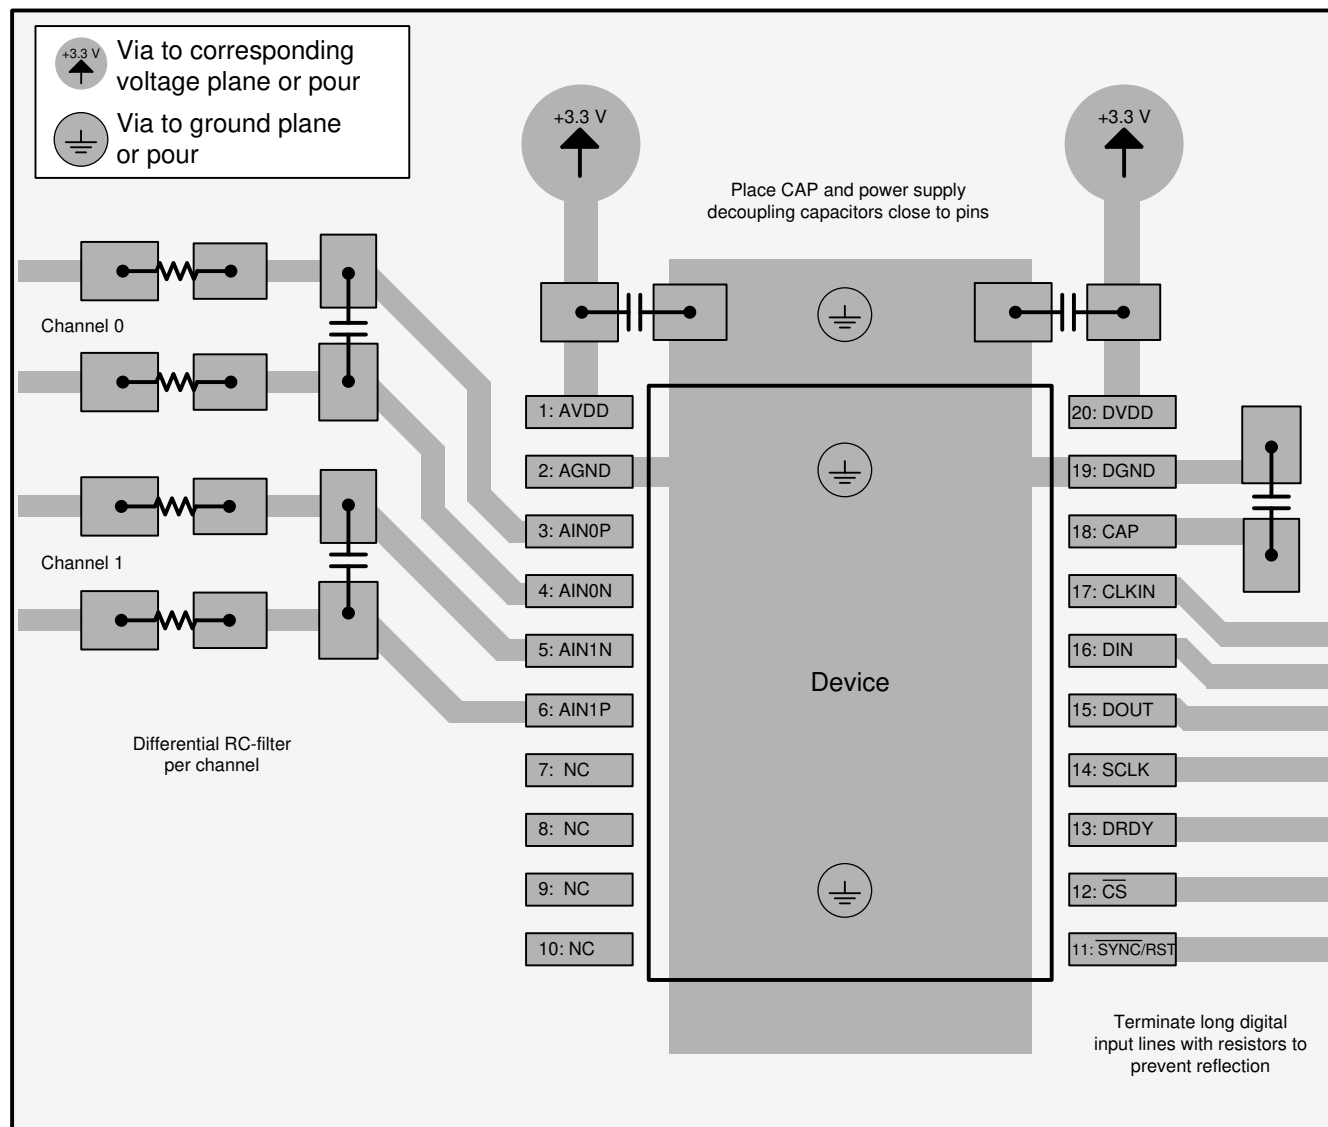 +3.3 V
Via to corresponding
voltage plane or pour
Via to ground plane
or pour
+3.3 V
+3.3 V
Place CAP and power supply
decoupling capacitors close to pins
Channel 0
Channel 1
Differential RC-filter
per channel
1: AVDD
2: AGND
3: AIN0P
4: AIN0N
5: AIN1N
6: AIN1P
7: NC
8: NC
9: NC
10: NC
Device
20: DVDD
19: DGND
18: CAP
17: CLKIN
16: DIN
15: DOUT
14: SCLK
13: DRDY
12: C̅S̅
11: S̅Y̅N̅C̅/RST
Terminate long digital
input lines with resistors to
prevent reflection